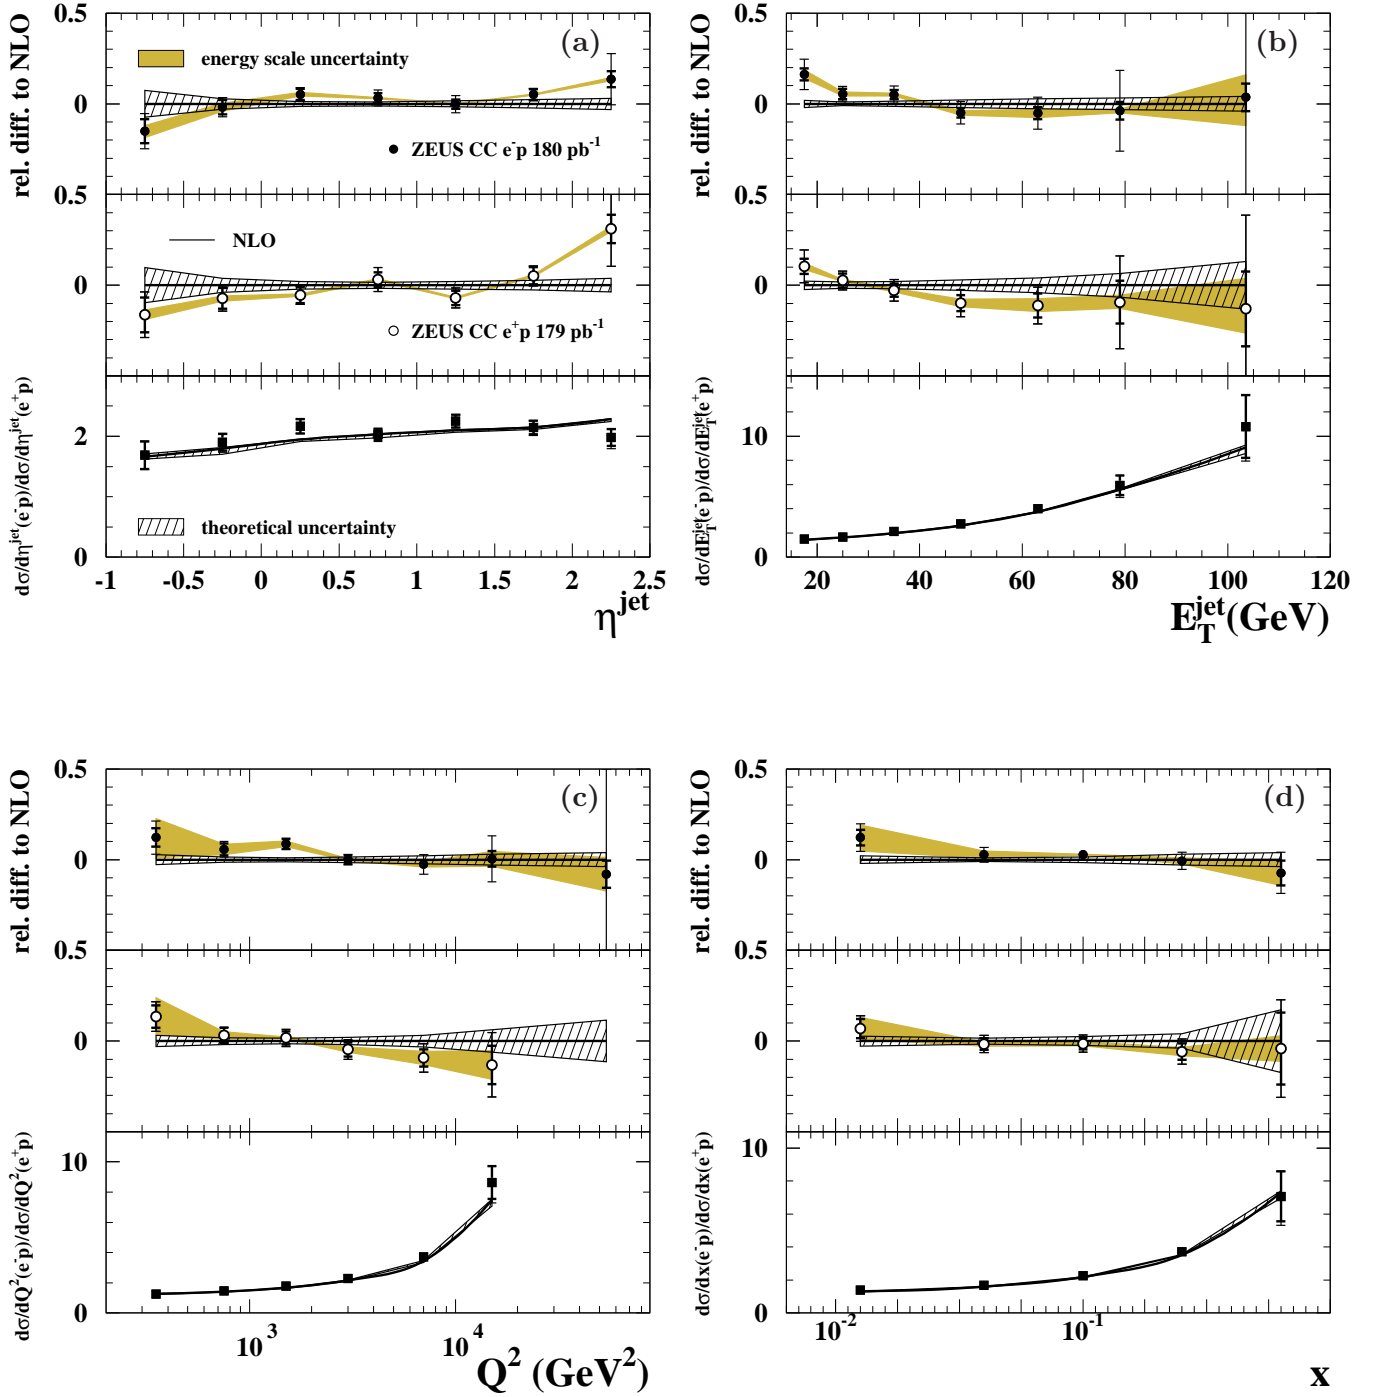 0.5
(a)
energy scale uncertainty
rel. diff. to NLO
0
ZEUS CC e⁻p 180 pb⁻¹
0.5
NLO
0
ZEUS CC e⁺p 179 pb⁻¹
dσ/dη^jet(e⁻p)/dσ/dη^jet(e⁺p)
2
theoretical uncertainty
0
-1 -0.5 0 0.5 1 1.5 2 2.5
η^jet
0.5
(b)
rel. diff. to NLO
0
0.5
0
dσ/dE_T^jet(e⁻p)/dσ/dE_T^jet(e⁺p)
10
0
20 40 60 80 100 120
E_T^jet(GeV)
0.5
(c)
rel. diff. to NLO
0
0.5
0
dσ/dQ²(e⁻p)/dσ/dQ²(e⁺p)
10
0
10³ 10⁴
Q² (GeV²)
0.5
(d)
rel. diff. to NLO
0
0.5
0
dσ/dx(e⁻p)/dσ/dx(e⁺p)
10
0
10⁻² 10⁻¹
x